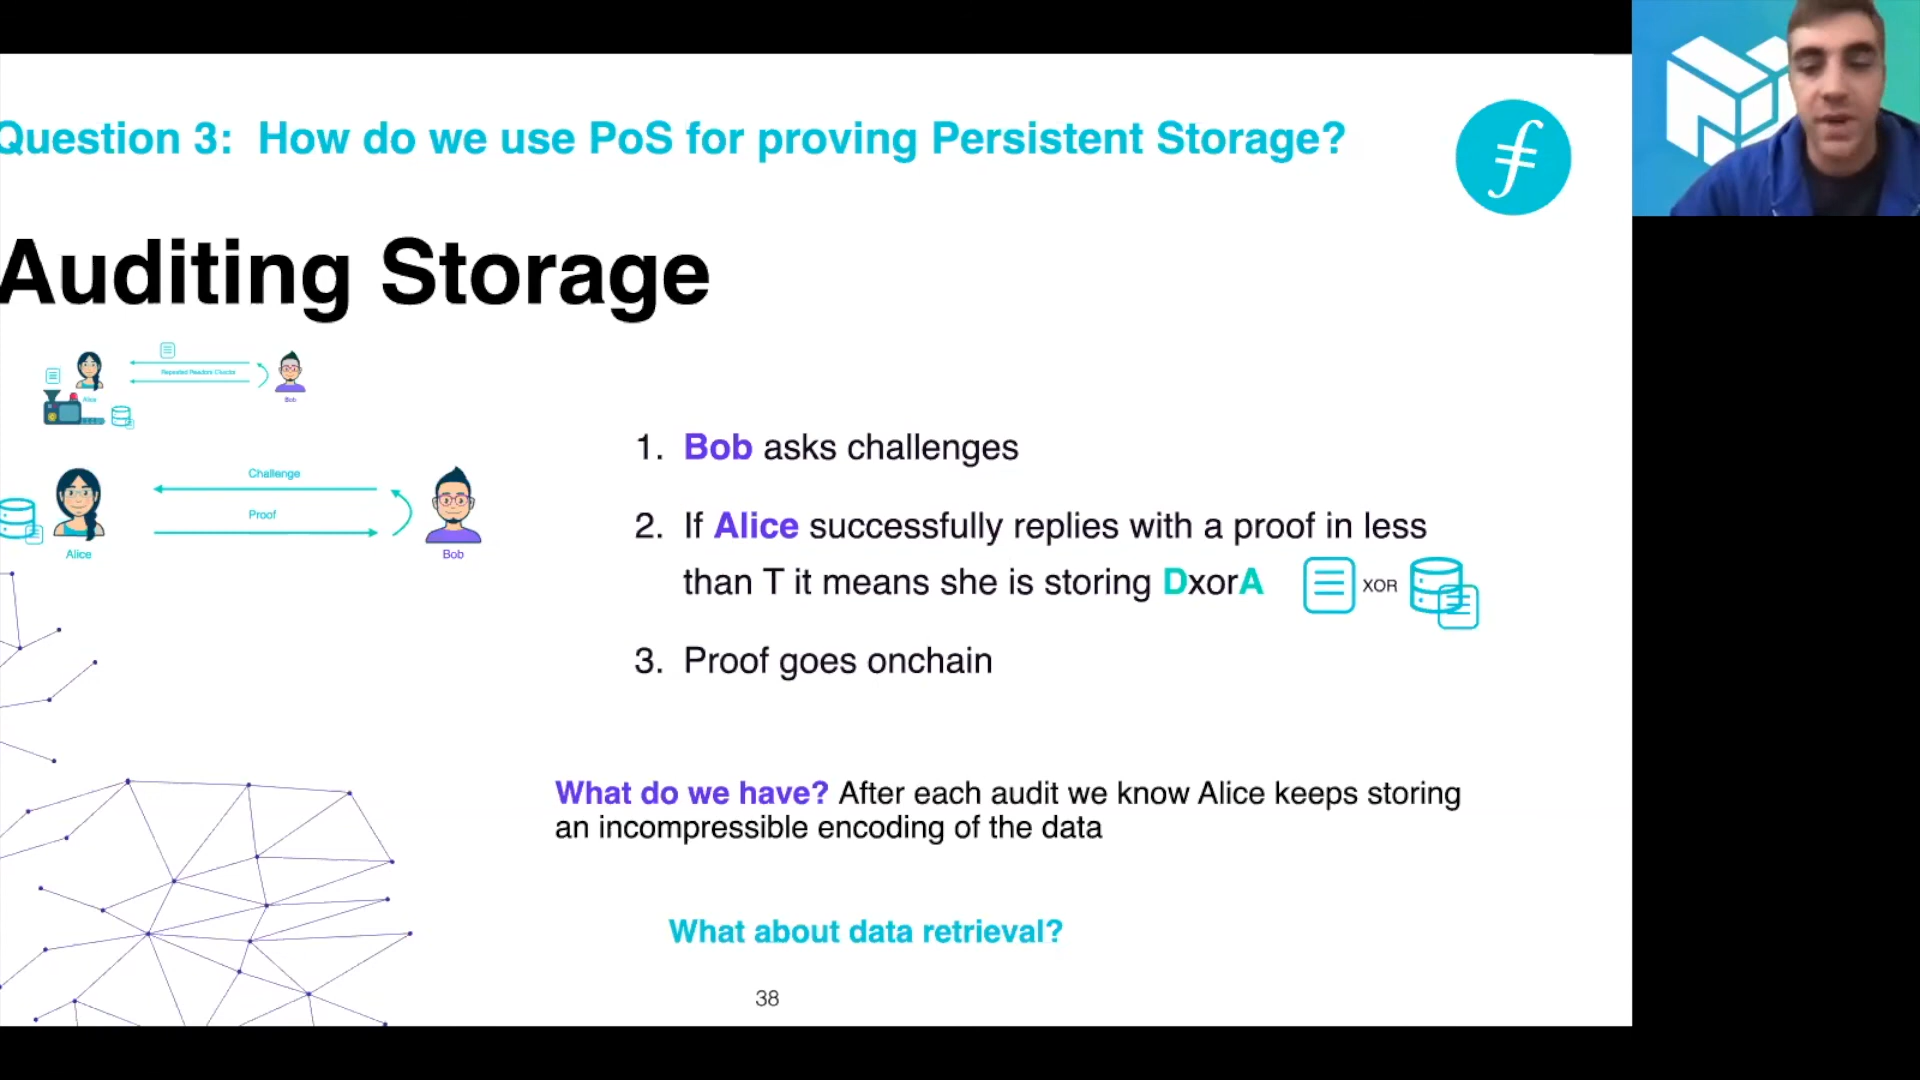 Question 3: How do we use PoS for proving Persistent Storage?
Auditing Storage
Alice
Bob
Challenge
Proof
Alice
Bob
1. Bob asks challenges
2. If Alice successfully replies with a proof in less
than T it means she is storing DxorA
XOR
3. Proof goes onchain
What do we have? After each audit we know Alice keeps storing
an incompressible encoding of the data
What about data retrieval?
38